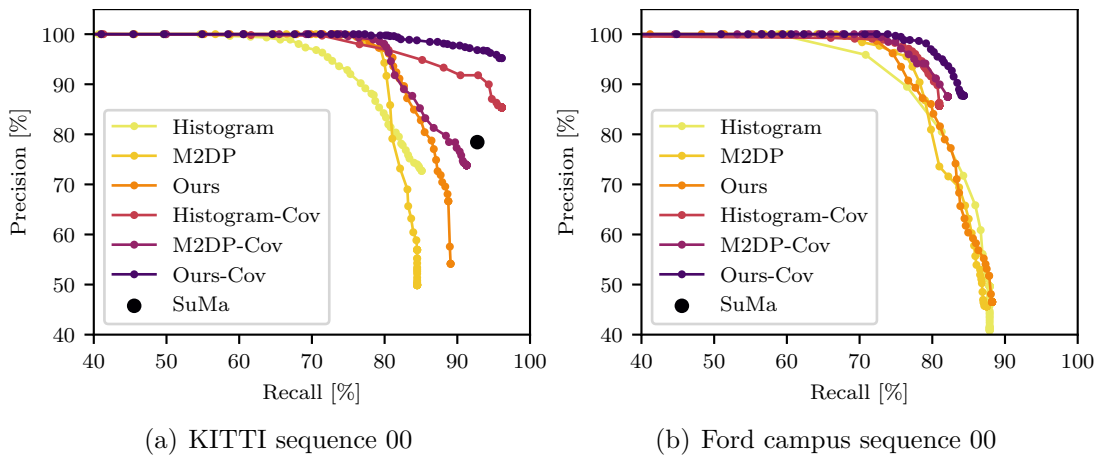 100
90
80
70
60
50
40
Precision [%]
Histogram
M2DP
Ours
Histogram-Cov
M2DP-Cov
Ours-Cov
SuMa
40 50 60 70 80 90 100
Recall [%]
(a) KITTI sequence 00
100
90
80
70
60
50
40
Precision [%]
Histogram
M2DP
Ours
Histogram-Cov
M2DP-Cov
Ours-Cov
SuMa
40 50 60 70 80 90 100
Recall [%]
(b) Ford campus sequence 00